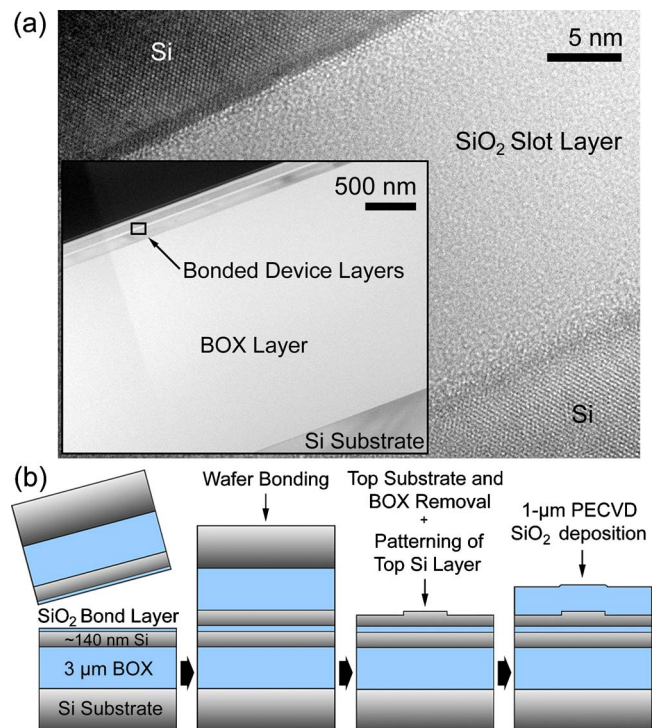 (a)
Si
5 nm
SiO₂ Slot Layer
500 nm
Bonded Device Layers
BOX Layer
Si Substrate
Si
(b)
Wafer Bonding
Top Substrate and
BOX Removal
+
Patterning of
Top Si Layer
1-µm PECVD
SiO₂ deposition
SiO₂ Bond Layer
~140 nm Si
3 µm BOX
Si Substrate